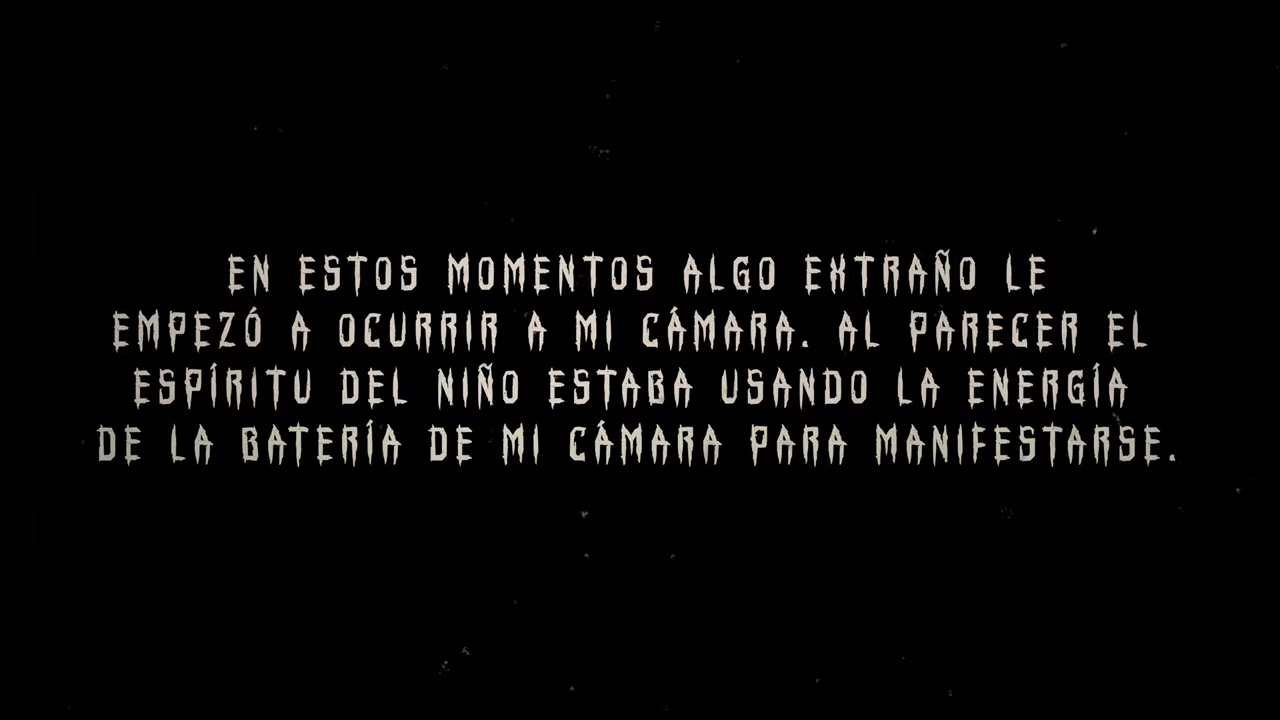 EN ESTOS MOMENTOS ALGO EXTRAÑO LE
EMPEZÓ A OCURRIR A MI CÁMARA. AL PARECER EL
ESPÍRITU DEL NIÑO ESTABA USANDO LA ENERGÍA
DE LA BATERÍA DE MI CÁMARA PARA MANIFESTARSE.